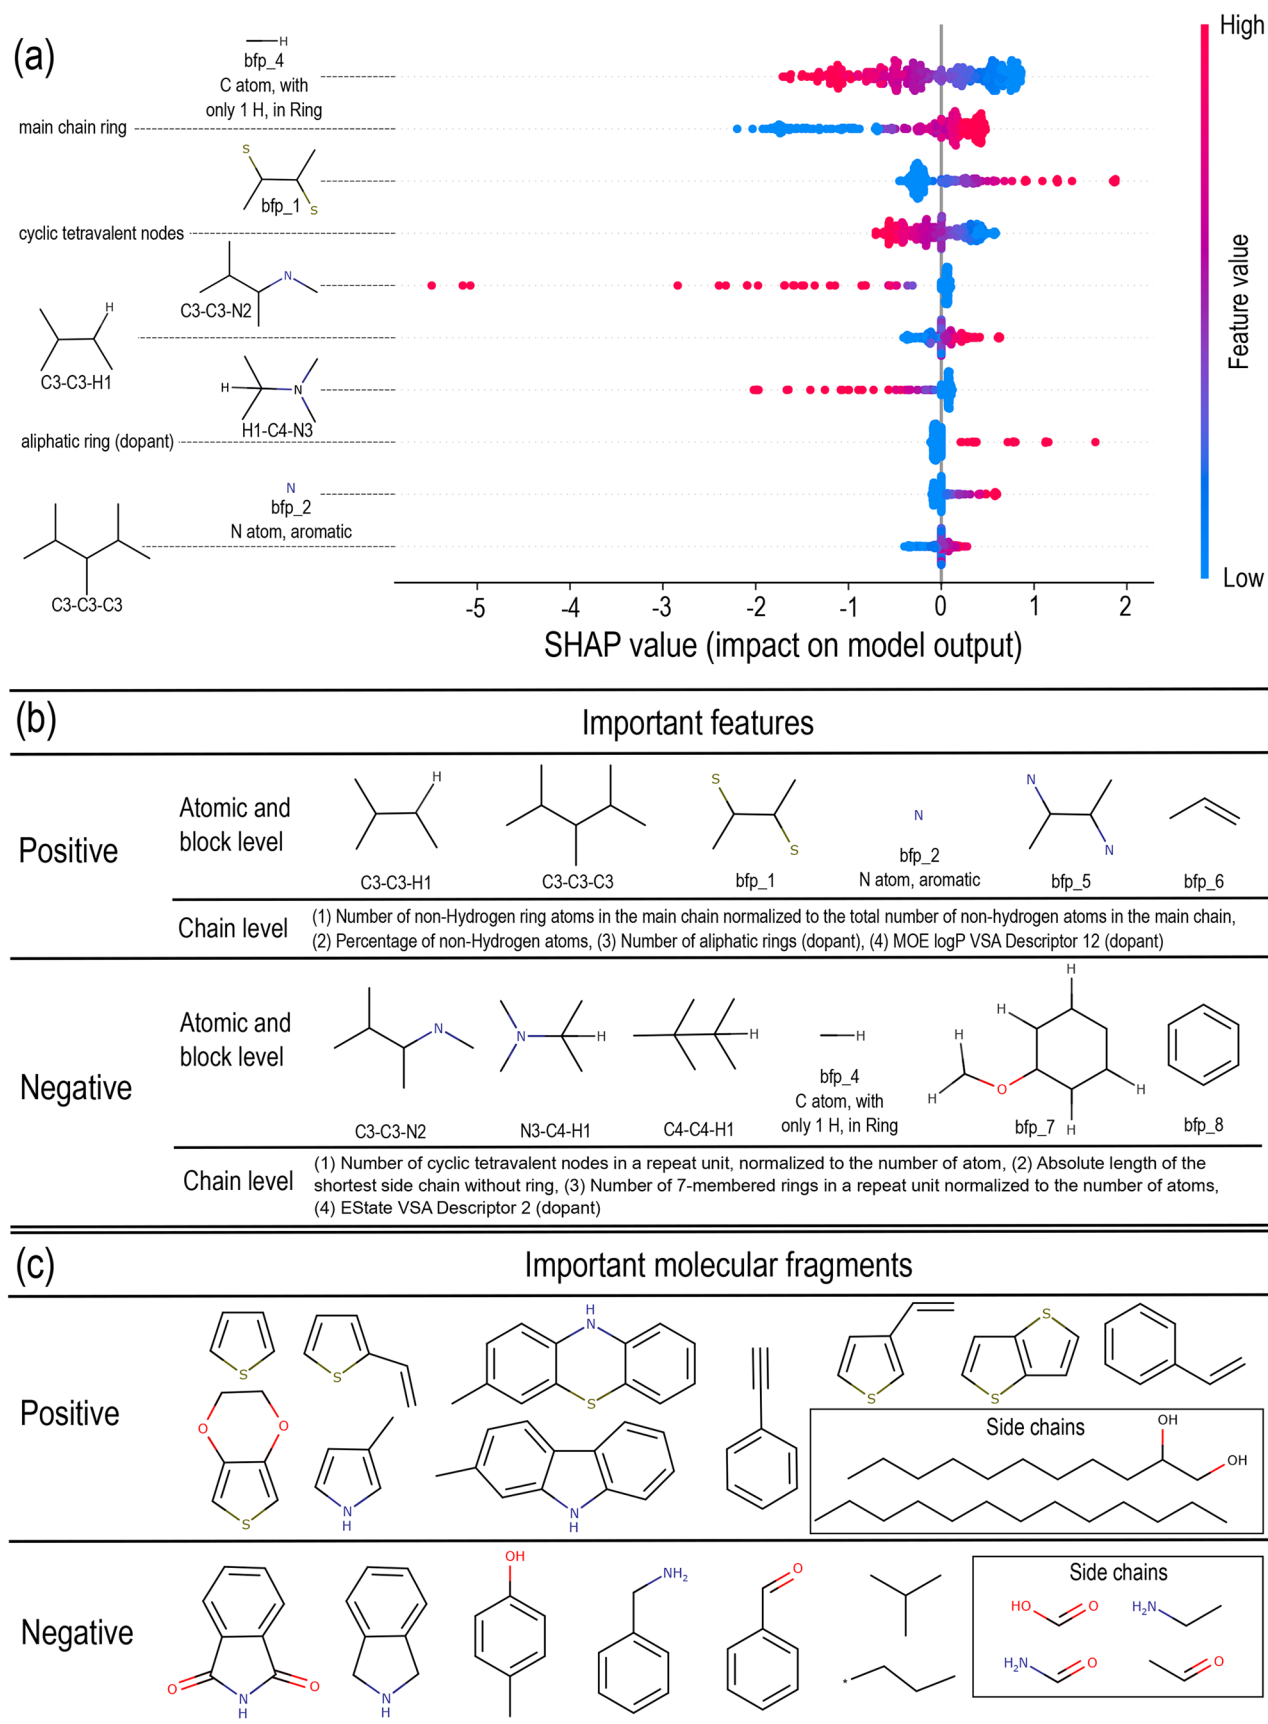 (a)
High
H
bfp_4
C atom, with
only 1 H, in Ring
main chain ring
S
bfp_1
S
cyclic tetravalent nodes
N
C3-C3-N2
H
C3-C3-H1
H
N
H1-C4-N3
aliphatic ring (dopant)
N
bfp_2
N atom, aromatic
C3-C3-C3
Feature value
Low
-5 -4 -3 -2 -1 0 1 2
SHAP value (impact on model output)
(b)
Important features
Positive
Atomic and
block level
H
C3-C3-H1
C3-C3-C3
S
S
bfp_1
N
bfp_2
N atom, aromatic
N
N
bfp_5
bfp_6
Chain level
(1) Number of non-Hydrogen ring atoms in the main chain normalized to the total number of non-hydrogen atoms in the main chain,
(2) Percentage of non-Hydrogen atoms, (3) Number of aliphatic rings (dopant), (4) MOE logP VSA Descriptor 12 (dopant)
Negative
Atomic and
block level
N
C3-C3-N2
N
H
N3-C4-H1
H
C4-C4-H1
H
bfp_4
C atom, with
only 1 H, in Ring
H
H
H
H
O
H
H
bfp_7
bfp_8
Chain level
(1) Number of cyclic tetravalent nodes in a repeat unit, normalized to the number of atom, (2) Absolute length of the
shortest side chain without ring, (3) Number of 7-membered rings in a repeat unit normalized to the number of atoms,
(4) EState VSA Descriptor 2 (dopant)
(c)
Important molecular fragments
Positive
S
S
H
N
S
S
S
S
O
O
S
N
H
N
H
Side chains
OH
OH
Negative
O
O
N
H
N
H
OH
NH2
O
*
Side chains
HO
O
H2N
H2N
O
O